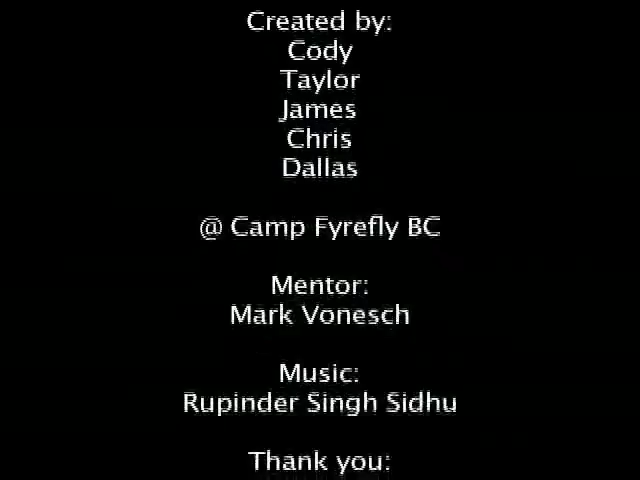 Created by:
Cody
Taylor
James
Chris
Dallas
@ Camp Fyrefly BC
Mentor:
Mark Vonesch
Music:
Rupinder Singh Sidhu
Thank you: